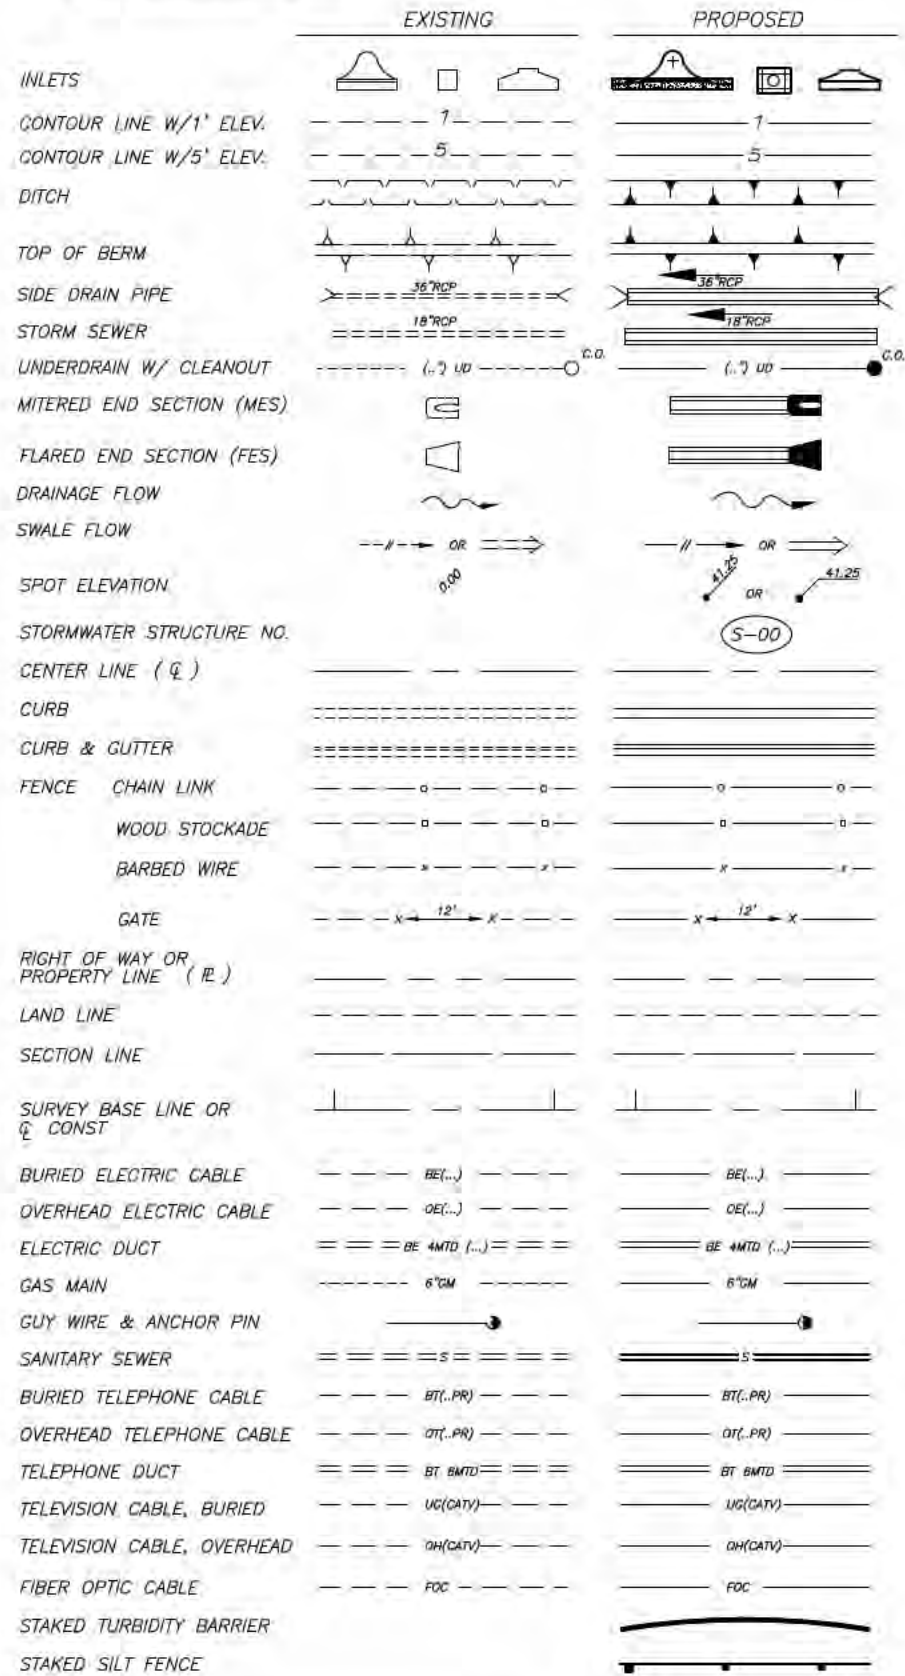 EXISTING PROPOSED
INLETS
CONTOUR LINE W/1' ELEV. 1 1
CONTOUR LINE W/5' ELEV. 5 5
DITCH
TOP OF BERM
SIDE DRAIN PIPE 36"RCP 36"RCP
STORM SEWER 18"RCP 18"RCP
UNDERDRAIN W/ CLEANOUT (..") UD C.O. (..") UD C.O.
MITERED END SECTION (MES)
FLARED END SECTION (FES)
DRAINAGE FLOW
SWALE FLOW OR OR
SPOT ELEVATION 0.00 41.25 OR 41.25
STORMWATER STRUCTURE NO. S-00
CENTER LINE ( ℄ )
CURB
CURB & GUTTER
FENCE CHAIN LINK
WOOD STOCKADE
BARBED WIRE x x x x
GATE x 12' x x 12' x
RIGHT OF WAY OR
PROPERTY LINE ( ⅊ )
LAND LINE
SECTION LINE
SURVEY BASE LINE OR
℄ CONST
BURIED ELECTRIC CABLE BE(...) BE(...)
OVERHEAD ELECTRIC CABLE OE(...) OE(...)
ELECTRIC DUCT BE 4MTD (...) BE 4MTD (...)
GAS MAIN 6"GM 6"GM
GUY WIRE & ANCHOR PIN
SANITARY SEWER S S
BURIED TELEPHONE CABLE BT(..PR) BT(..PR)
OVERHEAD TELEPHONE CABLE OT(..PR) OT(..PR)
TELEPHONE DUCT BT 6MTD BT 6MTD
TELEVISION CABLE, BURIED UG(CATV) UG(CATV)
TELEVISION CABLE, OVERHEAD OH(CATV) OH(CATV)
FIBER OPTIC CABLE FOC FOC
STAKED TURBIDITY BARRIER
STAKED SILT FENCE